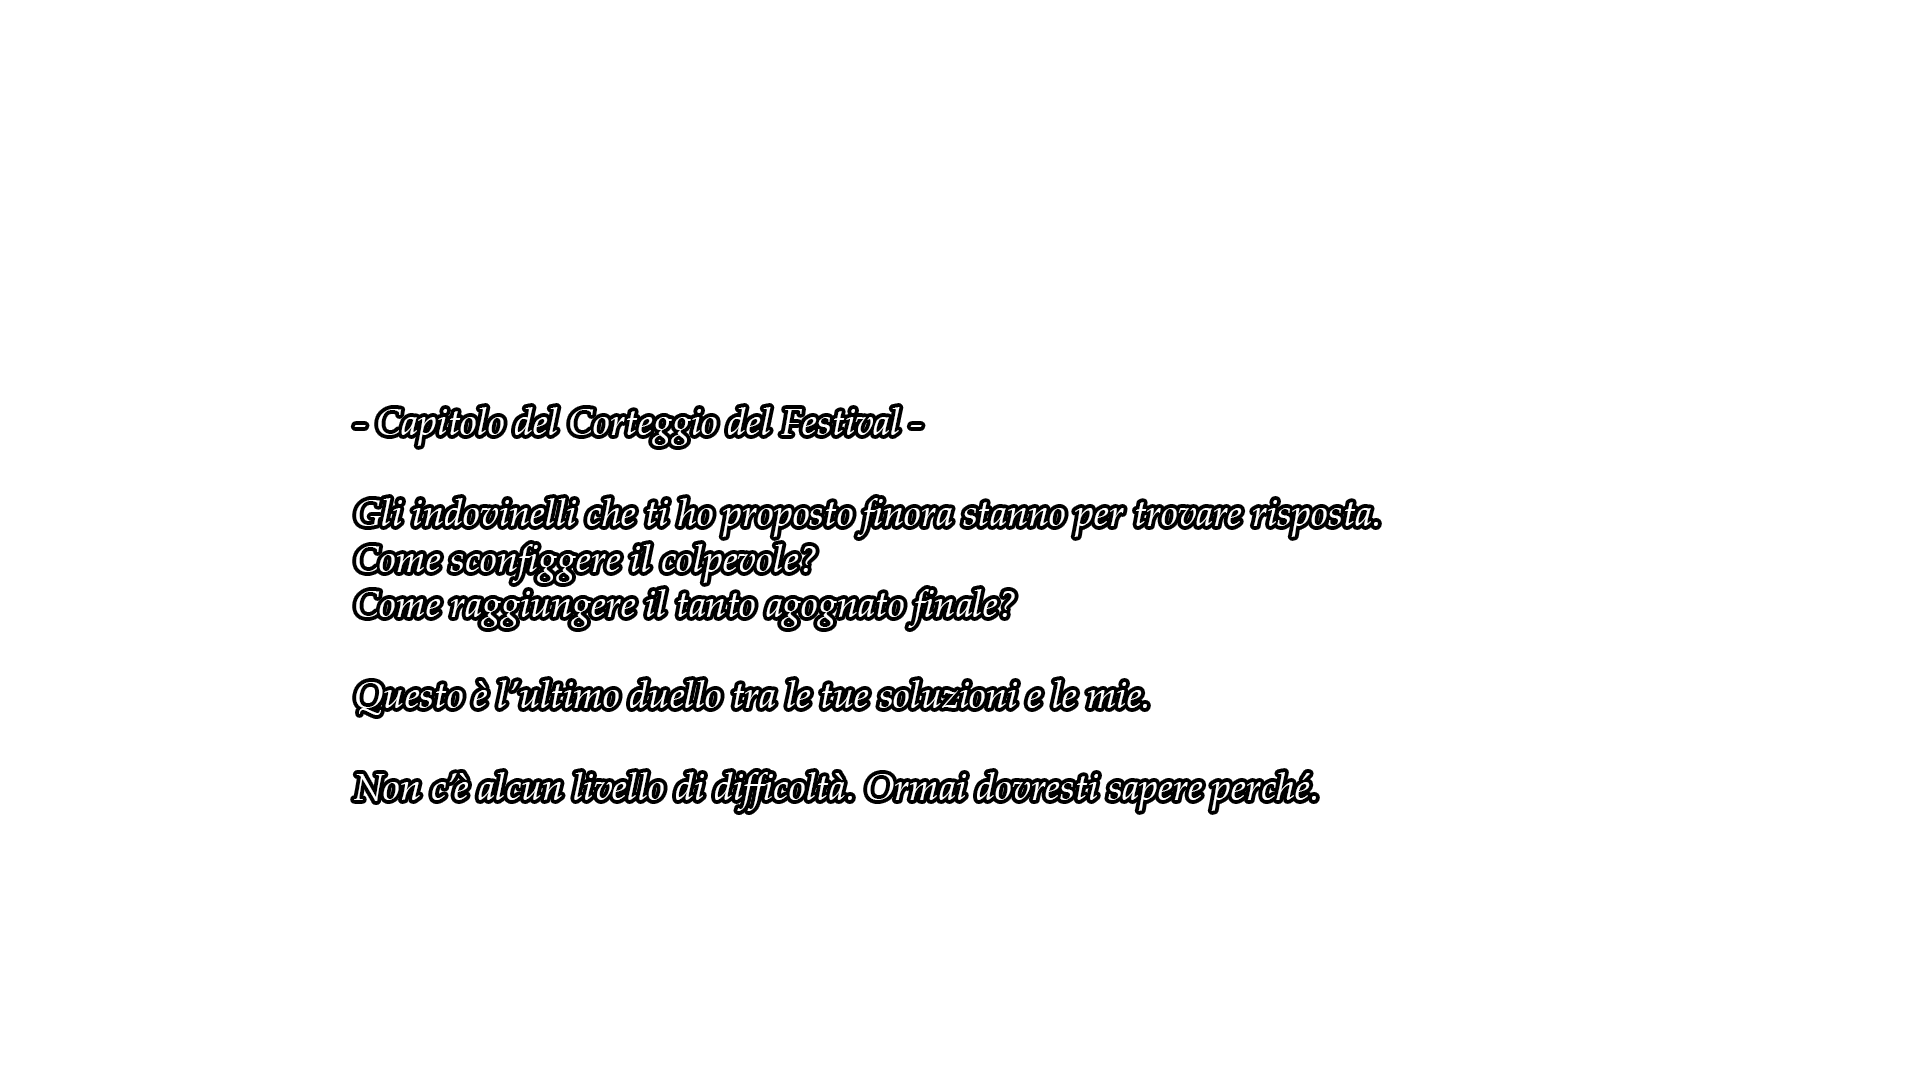 - Capitolo del Corteggio del Festival -
Gli indovinelli che ti ho proposto finora stanno per trovare risposta.
Come sconfiggere il colpevole?
Come raggiungere il tanto agognato finale?
Questo è l'ultimo duello tra le tue soluzioni e le mie.
Non c'è alcun livello di difficoltà. Ormai dovresti sapere perché.